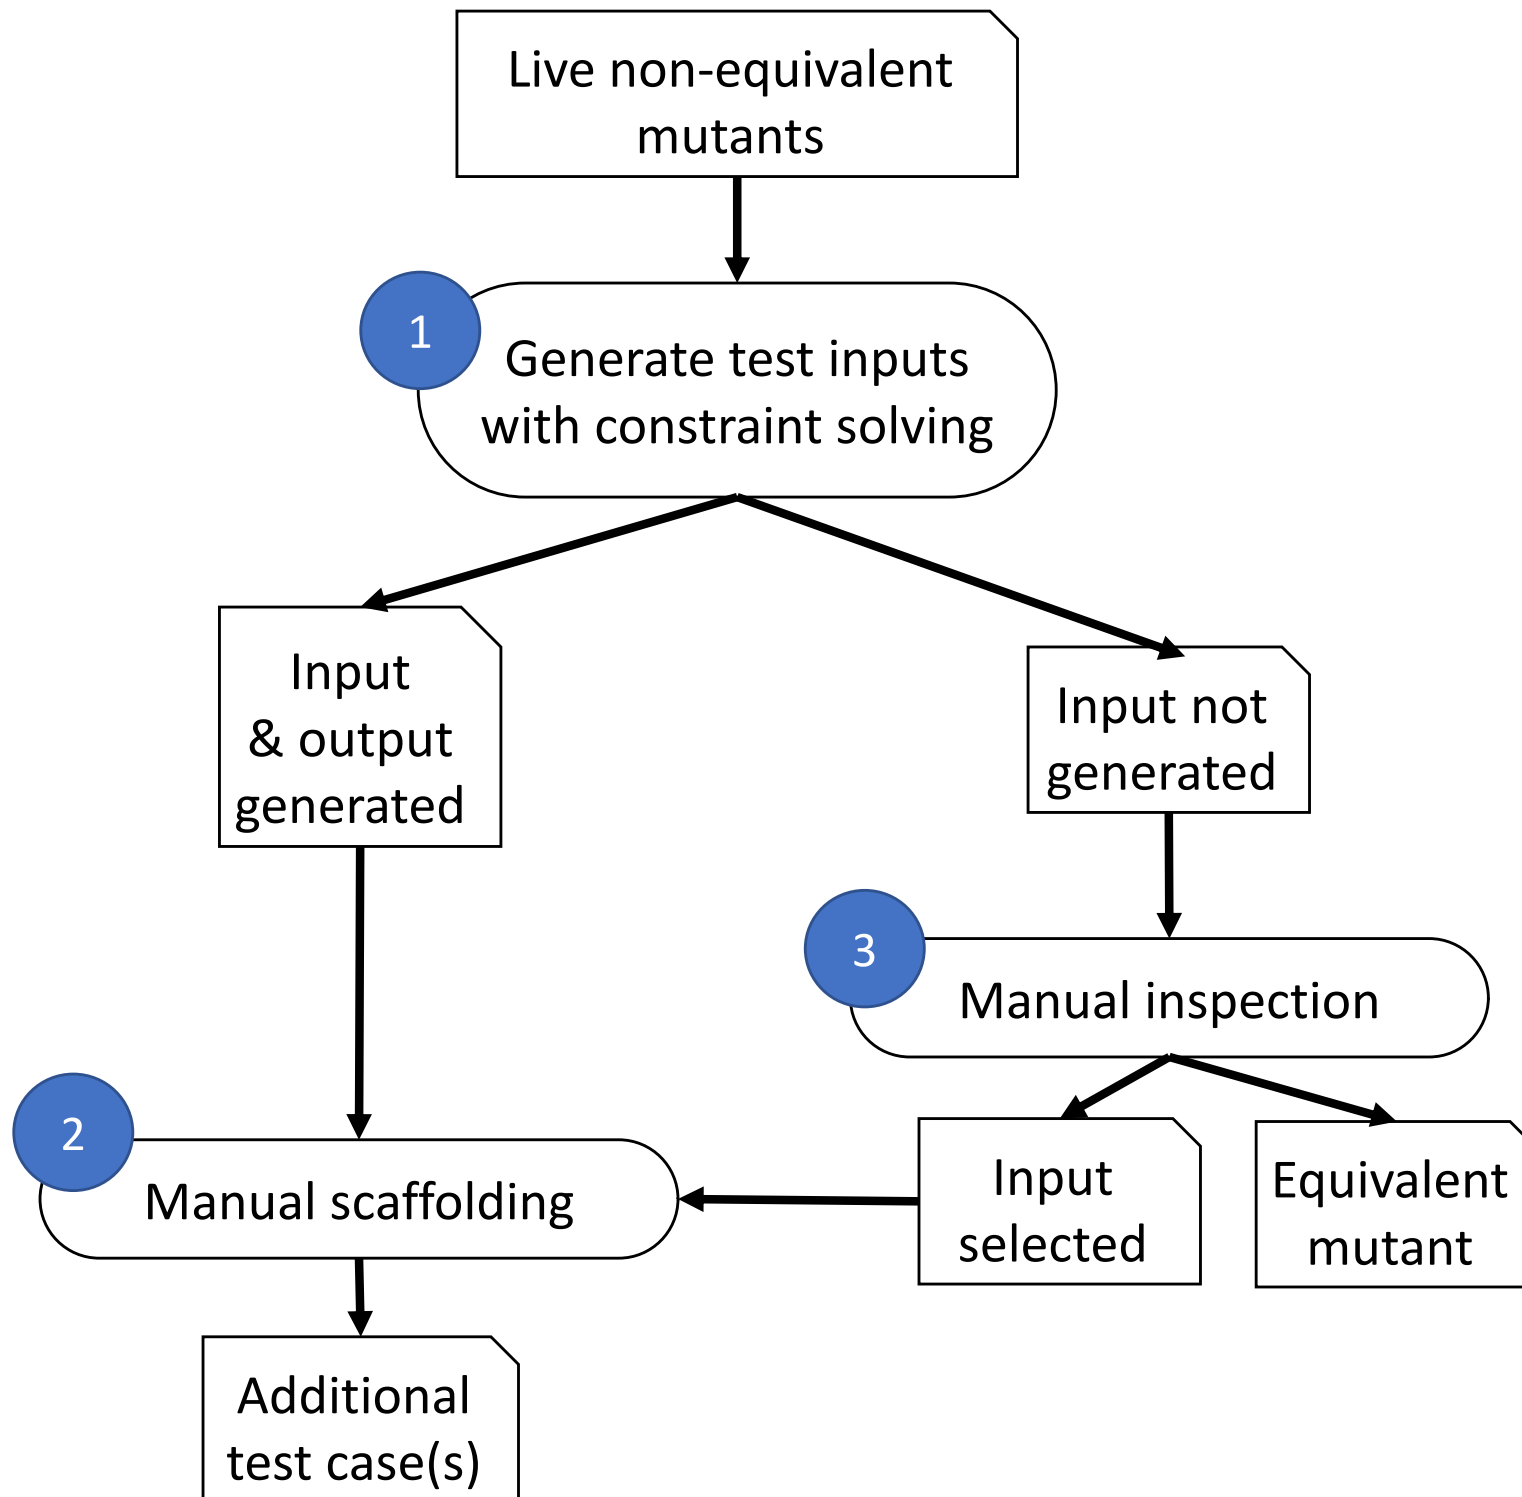 Live non-equivalent
mutants
1
Generate test inputs
with constraint solving
Input
& output
generated
Input not
generated
3
Manual inspection
2
Manual scaffolding
Input
selected
Equivalent
mutant
Additional
test case(s)